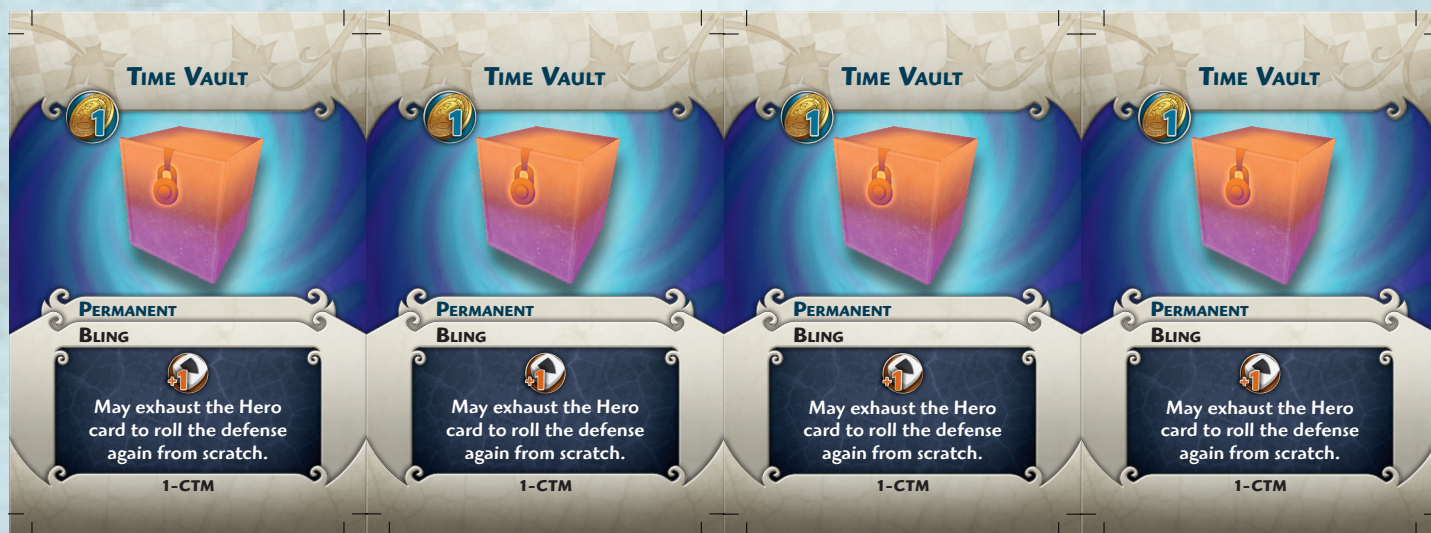 Time Vault
1
Permanent
Bling
+1
May exhaust the Hero
card to roll the defense
again from scratch.
1-CTM
Time Vault
1
Permanent
Bling
+1
May exhaust the Hero
card to roll the defense
again from scratch.
1-CTM
Time Vault
1
Permanent
Bling
+1
May exhaust the Hero
card to roll the defense
again from scratch.
1-CTM
Time Vault
1
Permanent
Bling
+1
May exhaust the Hero
card to roll the defense
again from scratch.
1-CTM